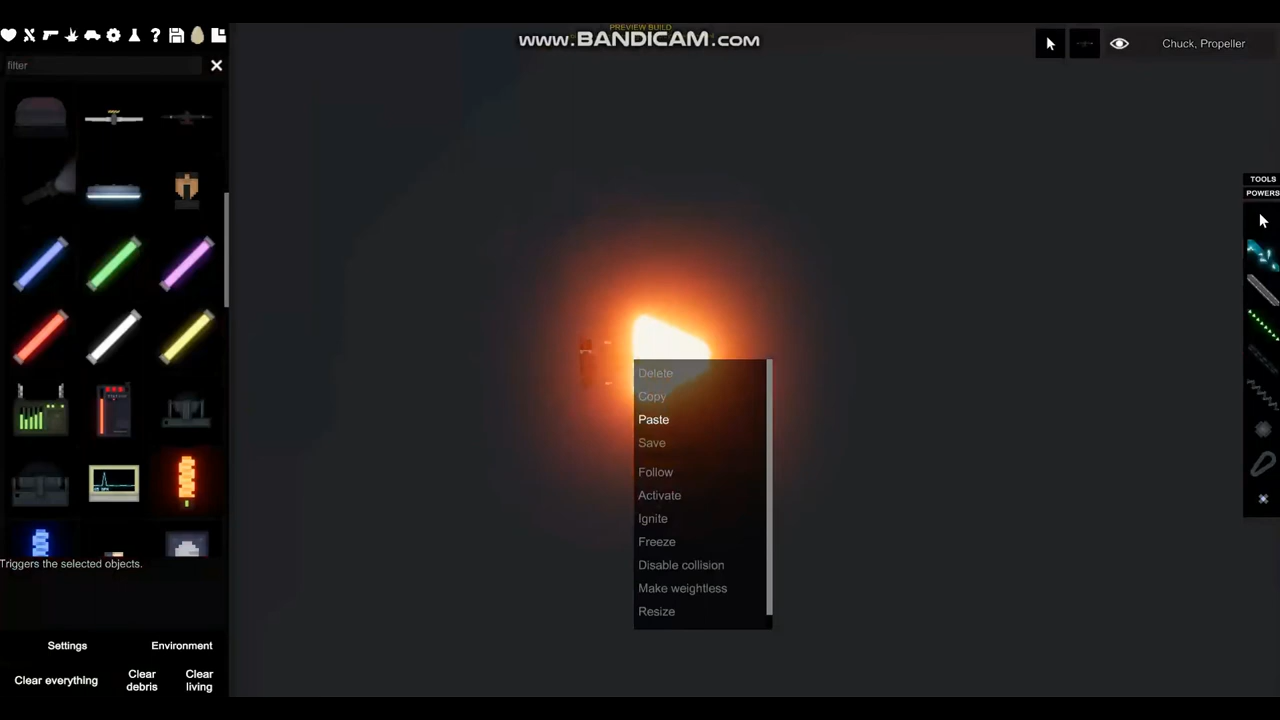 PREVIEW BUILD
www.BANDICAM.com
filter
Chuck, Propeller
TOOLS
POWERS
Delete
Copy
Paste
Save
Follow
Activate
Ignite
Freeze
Disable collision
Make weightless
Resize
Triggers the selected objects.
Settings
Environment
Clear everything
Clear debris
Clear living